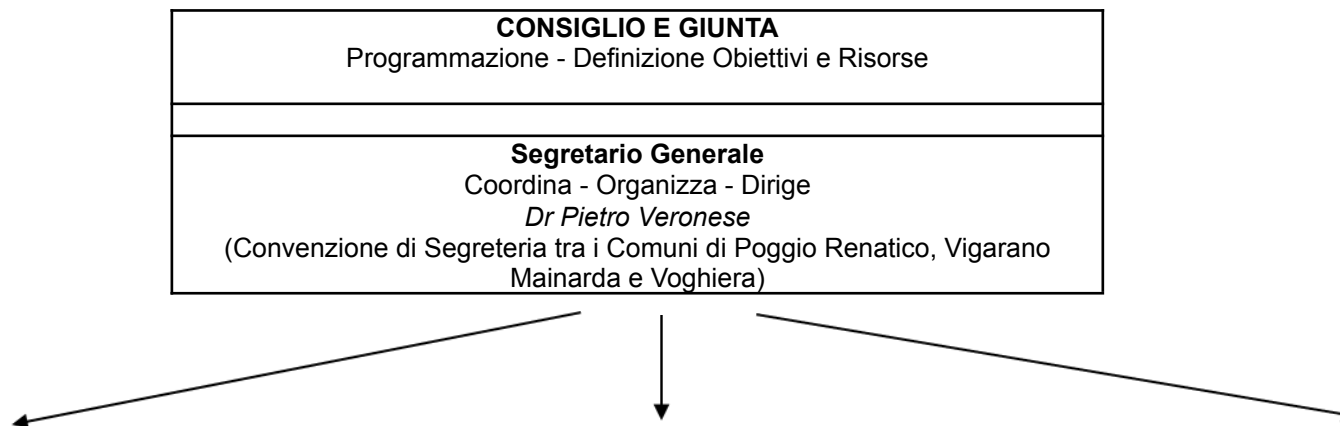 CONSIGLIO E GIUNTA
Programmazione - Definizione Obiettivi e Risorse
Segretario Generale
Coordina - Organizza - Dirige
Dr Pietro Veronese
(Convenzione di Segreteria tra i Comuni di Poggio Renatico, Vigarano
Mainarda e Voghiera)